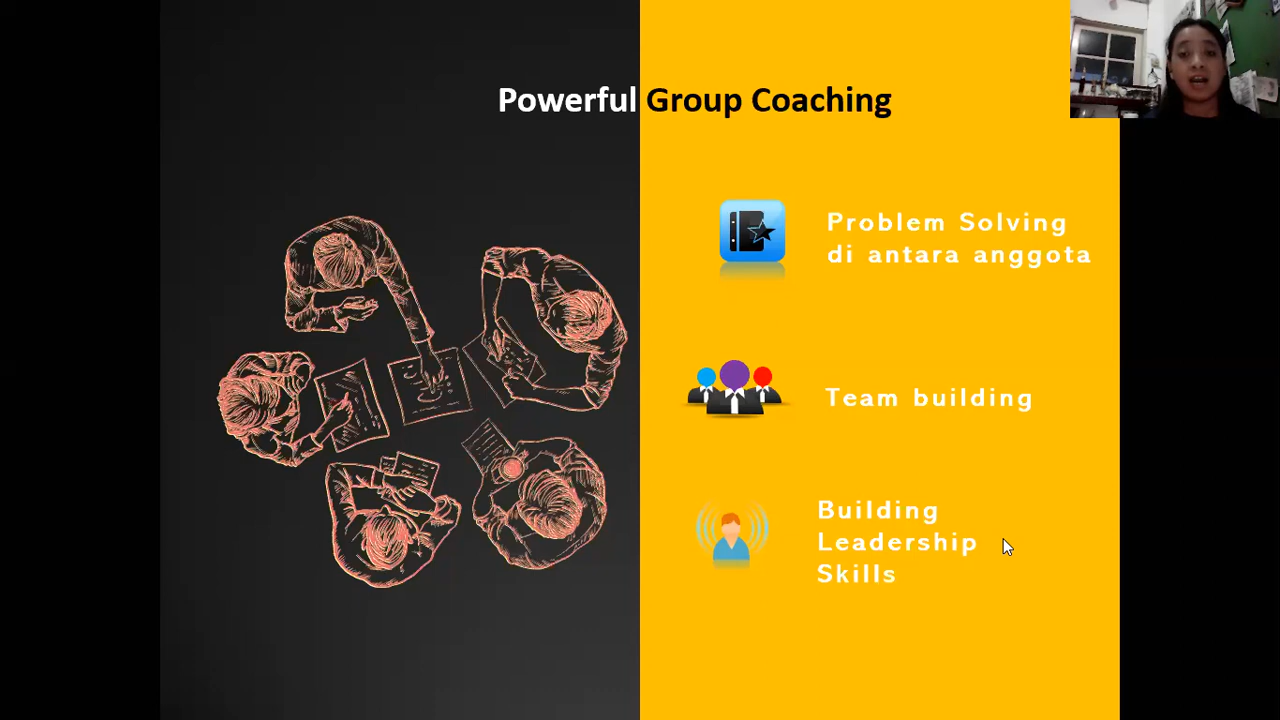 Powerful Group Coaching
Problem Solving
di antara anggota
Team building
Building
Leadership
Skills